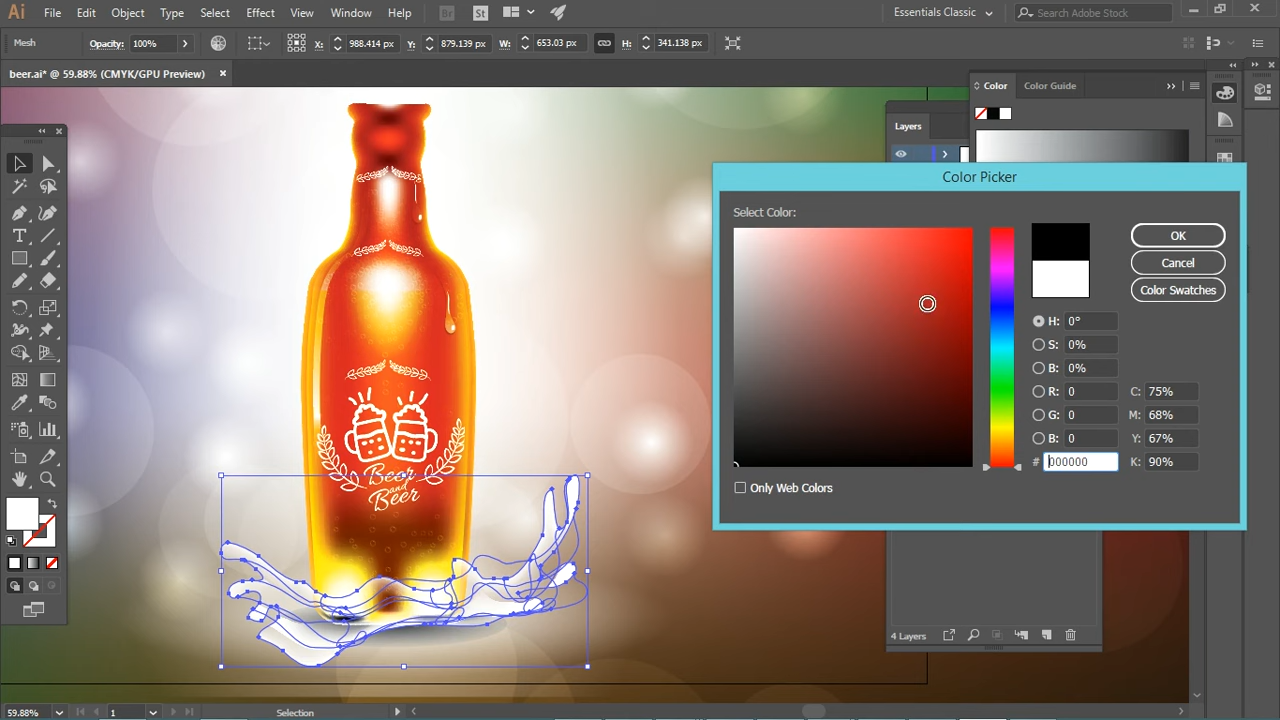 Ai File Edit Object Type Select Effect View Window Help Br St Essentials Classic Search Adobe Stock
Mesh Opacity: 100% X: 988.414 px Y: 879.139 px W: 653.03 px H: 341.138 px
beer.ai* @ 59.88% (CMYK/GPU Preview) ×
Color Color Guide
Layers
Color Picker
Select Color:
OK
Cancel
Color Swatches
H: 0°
S: 0%
B: 0%
R: 0 C: 75%
G: 0 M: 68%
B: 0 Y: 67%
# 000000 K: 90%
Only Web Colors
Beer
and
Beer
4 Layers
59.88% 1 Selection